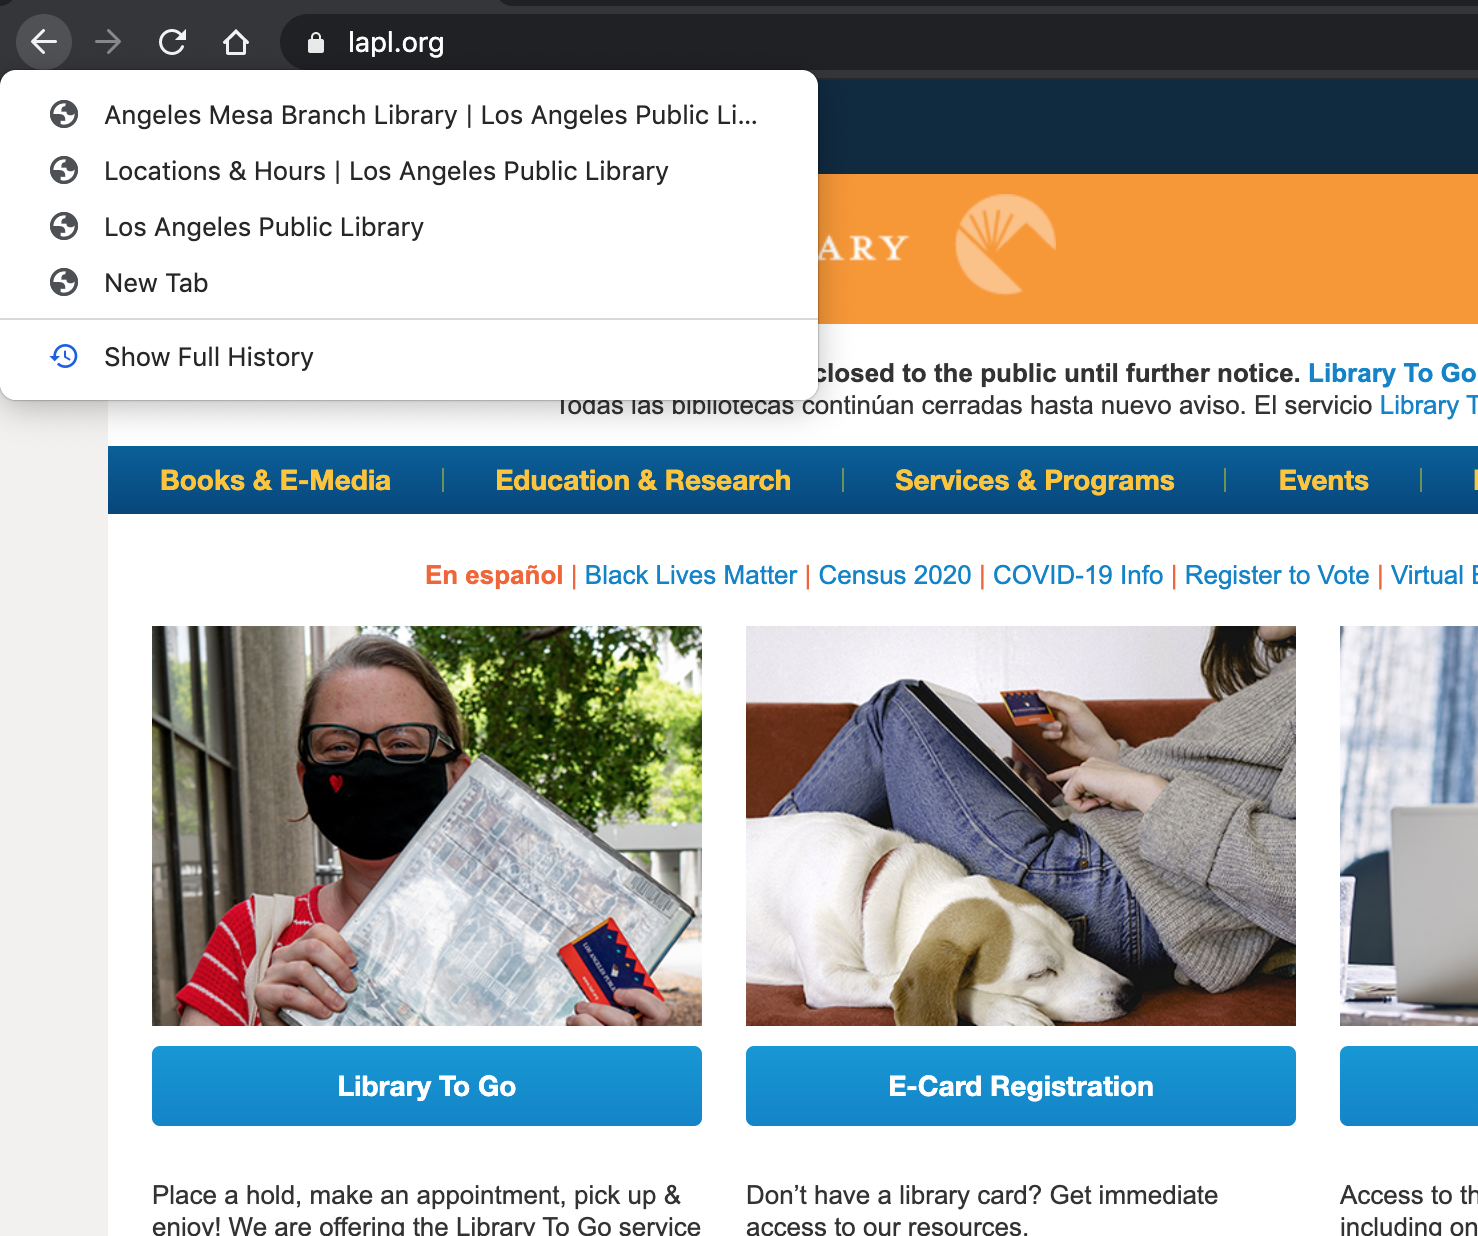 lapl.org
Angeles Mesa Branch Library | Los Angeles Public Li...
Locations & Hours | Los Angeles Public Library
Los Angeles Public Library
New Tab
Show Full History
ARY
closed to the public until further notice. Library To Go
Todas las bibliotecas continúan cerradas hasta nuevo aviso. El servicio Library T
Books & E-Media | Education & Research | Services & Programs | Events |
En español | Black Lives Matter | Census 2020 | COVID-19 Info | Register to Vote | Virtual
LOS ANGELES PUBL
Library To Go
E-Card Registration
Place a hold, make an appointment, pick up &
enjoy! We are offering the Library To Go service
Don’t have a library card? Get immediate
access to our resources.
Access to th
including on